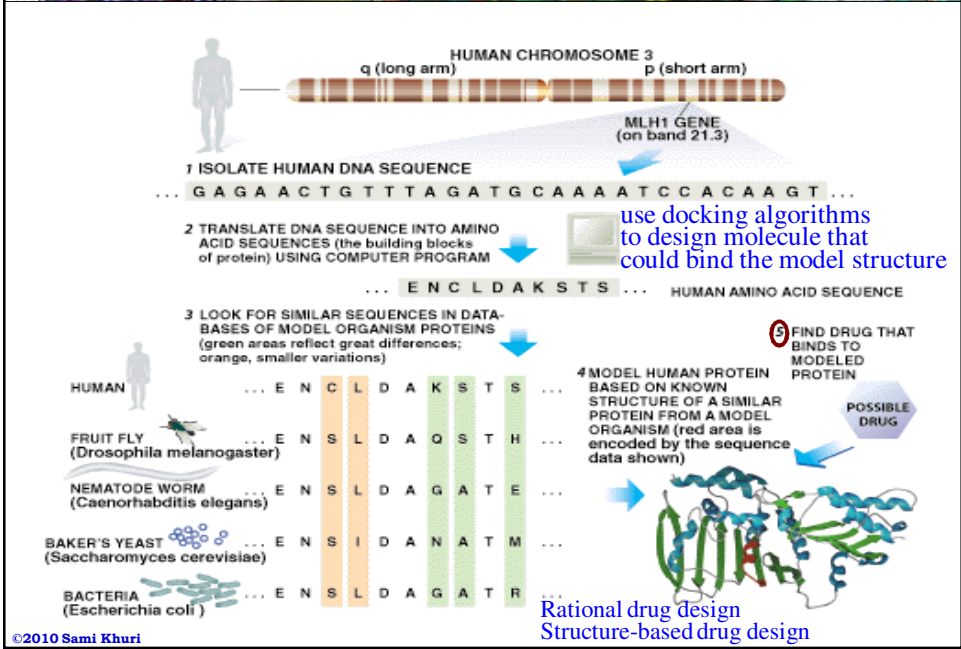 HUMAN CHROMOSOME 3
q (long arm) p (short arm)
MLH1 GENE
(on band 21.3)
1 ISOLATE HUMAN DNA SEQUENCE
... G A G A A C T G T T T A G A T G C A A A A T C C A C A A G T ...
2 TRANSLATE DNA SEQUENCE INTO AMINO
ACID SEQUENCES (the building blocks
of protein) USING COMPUTER PROGRAM
use docking algorithms
to design molecule that
could bind the model structure
... E N C L D A K S T S ... HUMAN AMINO ACID SEQUENCE
3 LOOK FOR SIMILAR SEQUENCES IN DATA-
BASES OF MODEL ORGANISM PROTEINS
(green areas reflect great differences;
orange, smaller variations)
HUMAN ... E N C L D A K S T S ...
FRUIT FLY
(Drosophila melanogaster) ... E N S L D A Q S T H ...
NEMATODE WORM
(Caenorhabditis elegans) ... E N S L D A G A T E ...
BAKER'S YEAST
(Saccharomyces cerevisiae) ... E N S I D A N A T M ...
BACTERIA
(Escherichia coli ) ... E N S L D A G A T R ...
4 MODEL HUMAN PROTEIN
BASED ON KNOWN
STRUCTURE OF A SIMILAR
PROTEIN FROM A MODEL
ORGANISM (red area is
encoded by the sequence
data shown)
5 FIND DRUG THAT
BINDS TO
MODELED
PROTEIN
POSSIBLE
DRUG
Rational drug design
Structure-based drug design
©2010 Sami Khuri